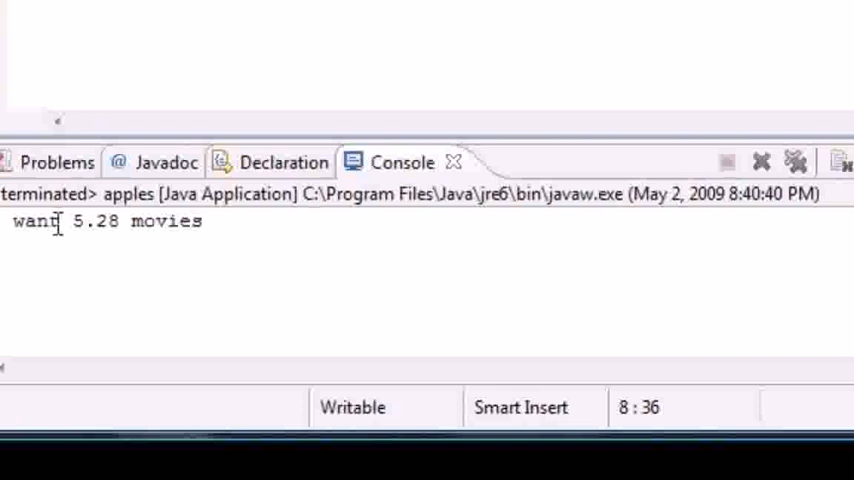 Problems @ Javadoc Declaration Console
terminated> apples [Java Application] C:\Program Files\Java\jre6\bin\javaw.exe (May 2, 2009 8:40:40 PM)
want 5.28 movies
Writable Smart Insert 8 : 36